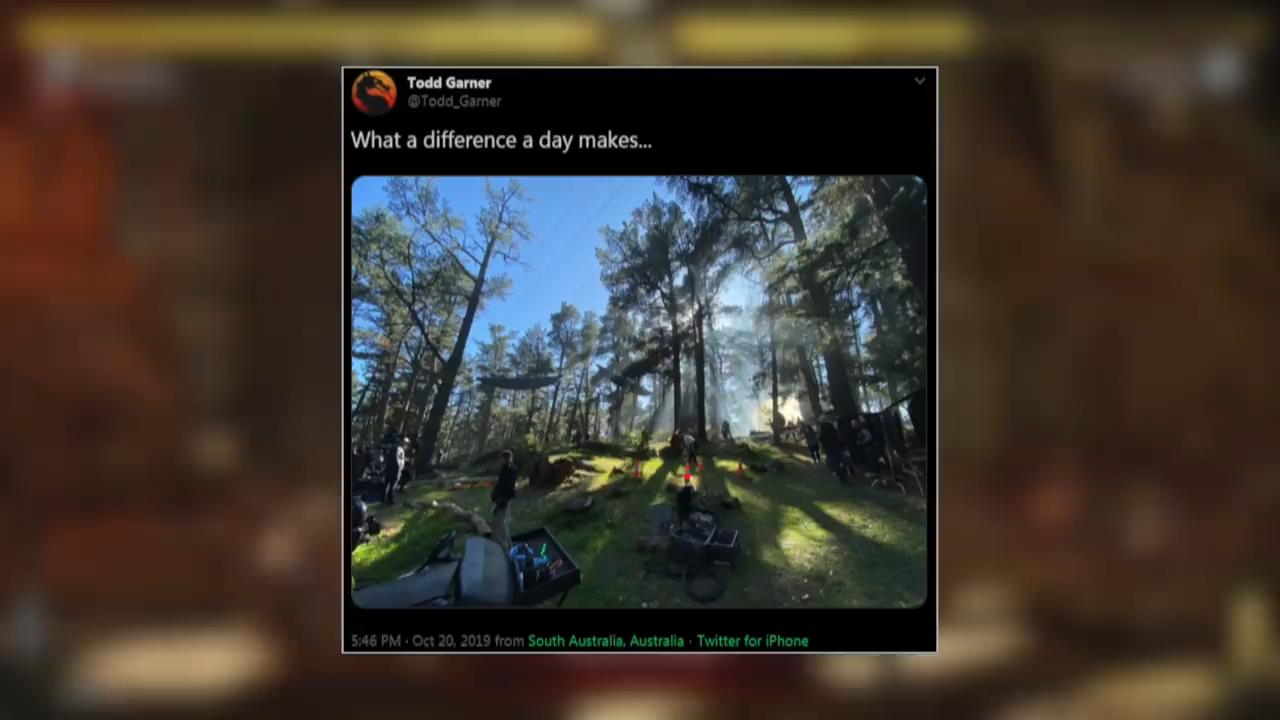 Todd Garner
@Todd_Garner
What a difference a day makes...
5:46 PM · Oct 20, 2019 from South Australia, Australia · Twitter for iPhone